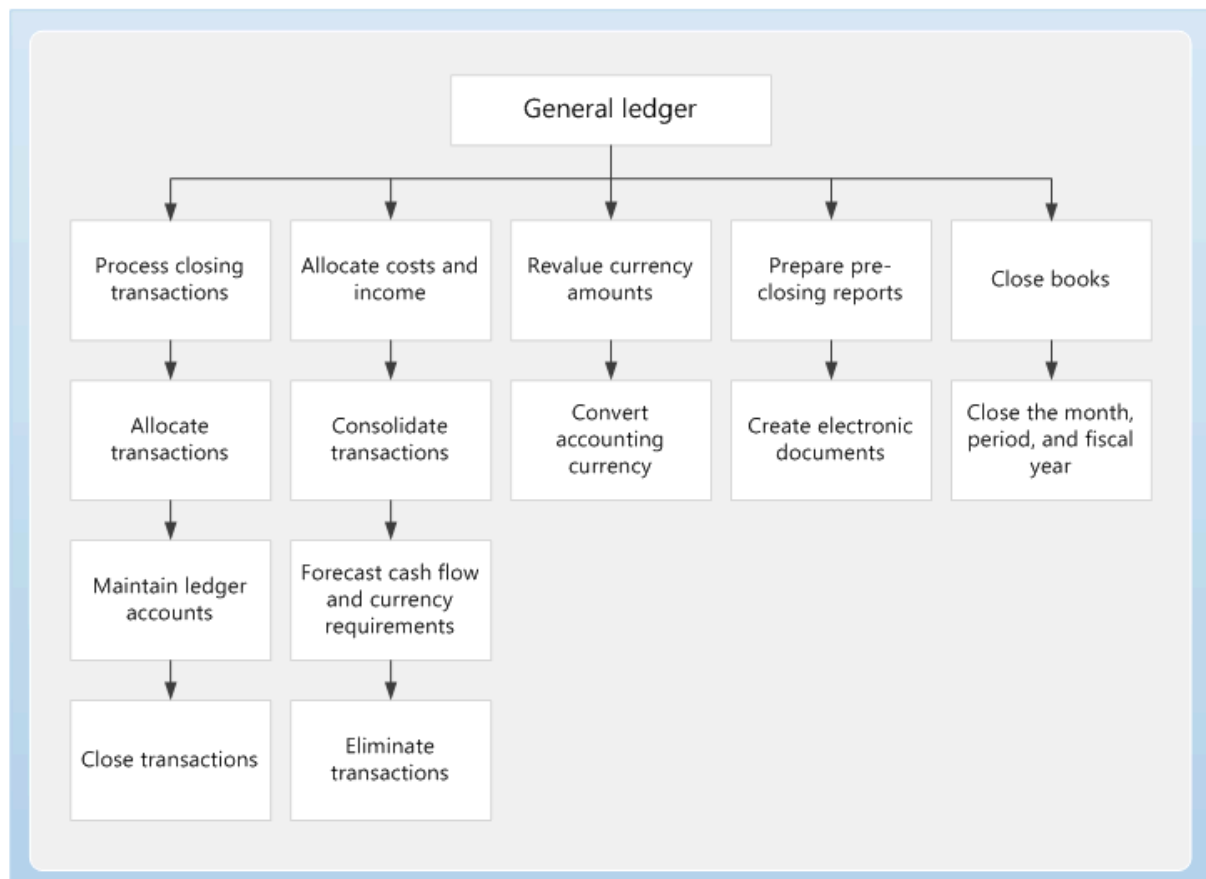 General ledger
Process closing
transactions
Allocate costs and
income
Revalue currency
amounts
Prepare pre-
closing reports
Close books
Allocate
transactions
Consolidate
transactions
Convert
accounting
currency
Create electronic
documents
Close the month,
period, and fiscal
year
Maintain ledger
accounts
Forecast cash flow
and currency
requirements
Close transactions
Eliminate
transactions